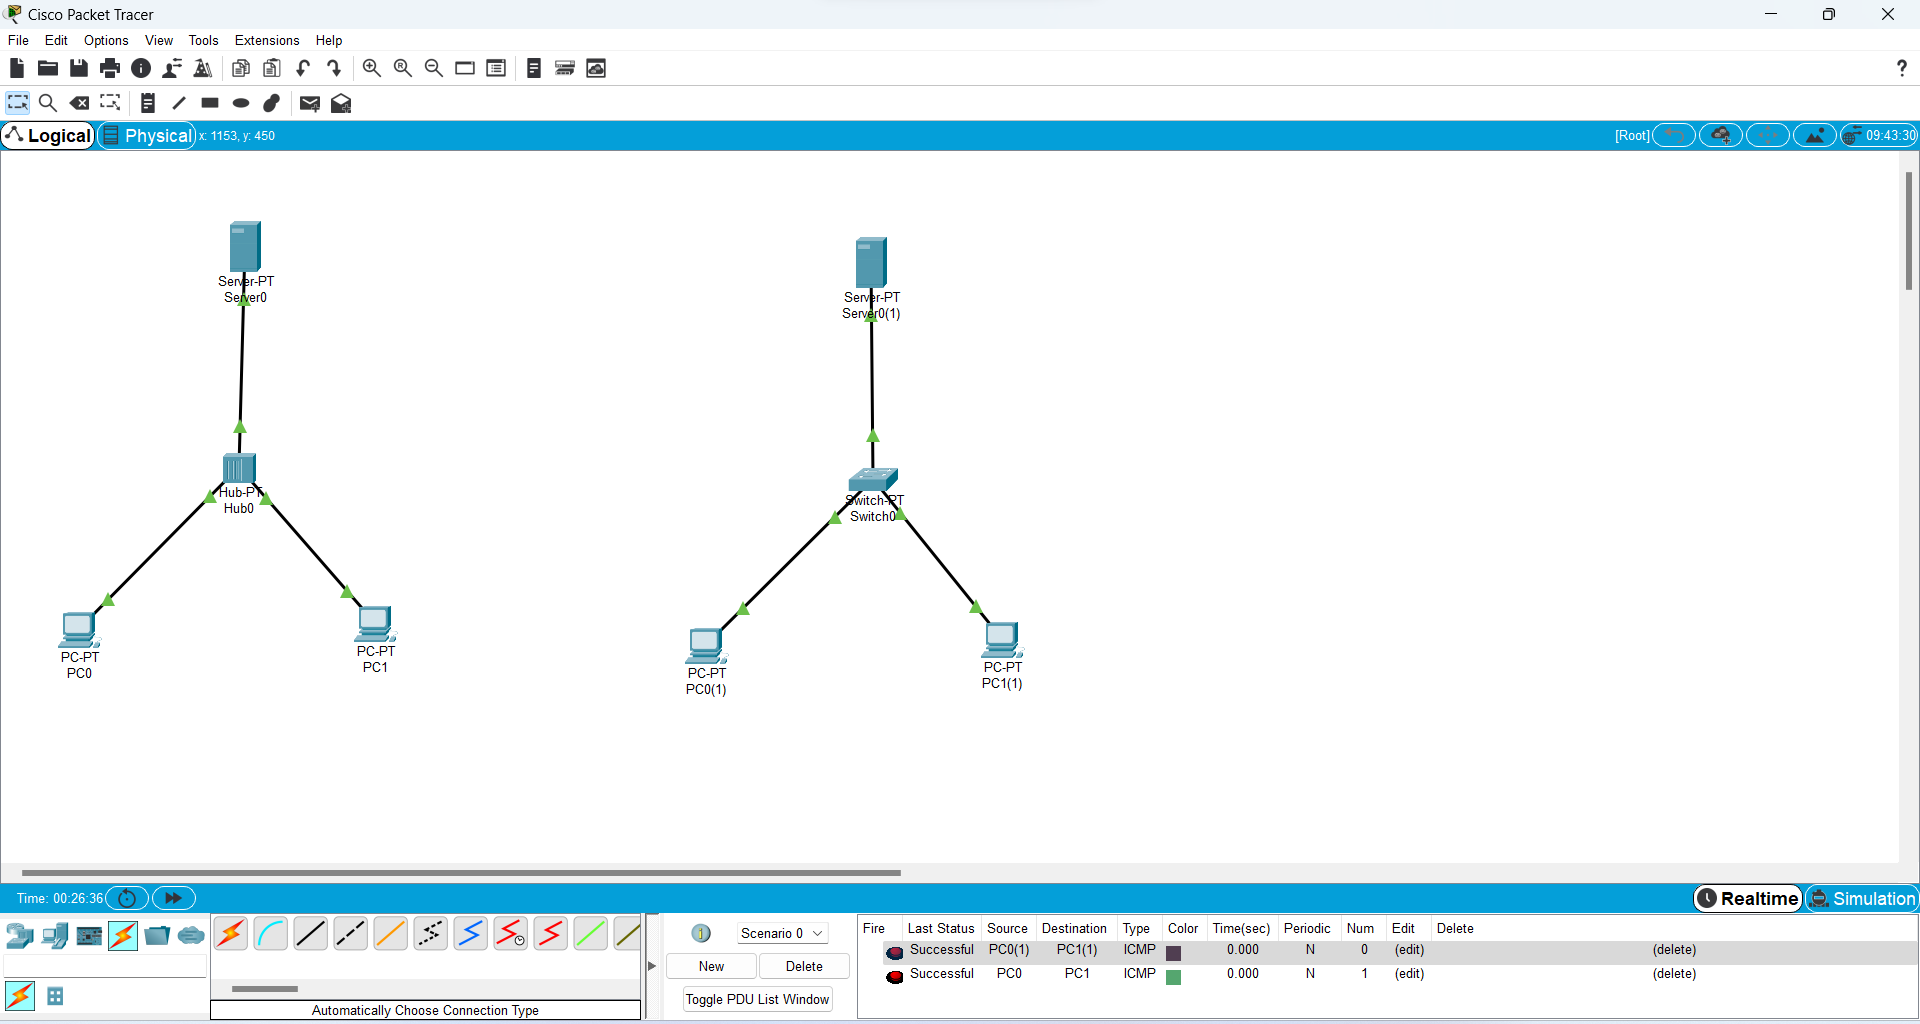 Cisco Packet Tracer
File Edit Options View Tools Extensions Help
?
Logical Physical x: 1153, y: 450 [Root] 09:43:30
Server-PT
Server0
Server-PT
Server0(1)
Hub-PT
Hub0
Switch-PT
Switch0
PC-PT
PC0
PC-PT
PC1
PC-PT
PC0(1)
PC-PT
PC1(1)
Time: 00:26:36 Realtime Simulation
Automatically Choose Connection Type
1 Scenario 0
New Delete
Toggle PDU List Window
Fire Last Status Source Destination Type Color Time(sec) Periodic Num Edit Delete
Successful PC0(1) PC1(1) ICMP 0.000 N 0 (edit) (delete)
Successful PC0 PC1 ICMP 0.000 N 1 (edit) (delete)